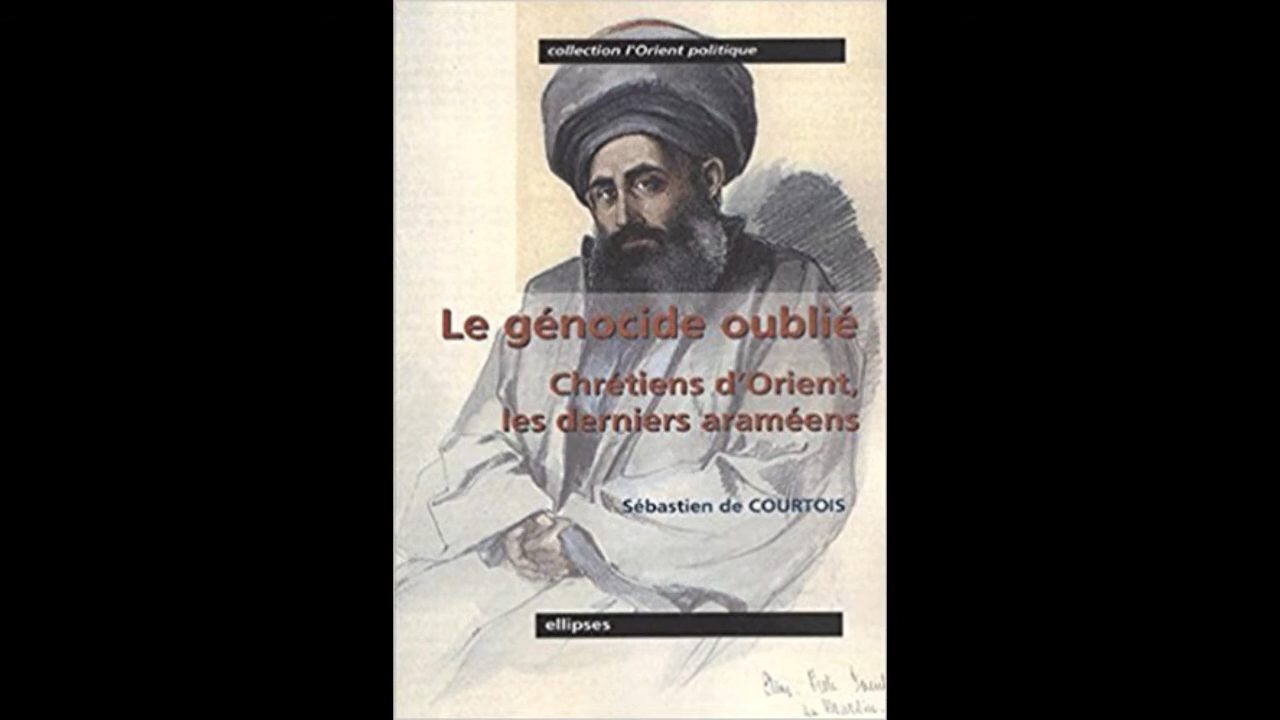 collection l'Orient politique
Le génocide oublié
Chrétiens d'Orient,
les derniers araméens
Sébastien de COURTOIS
ellipses